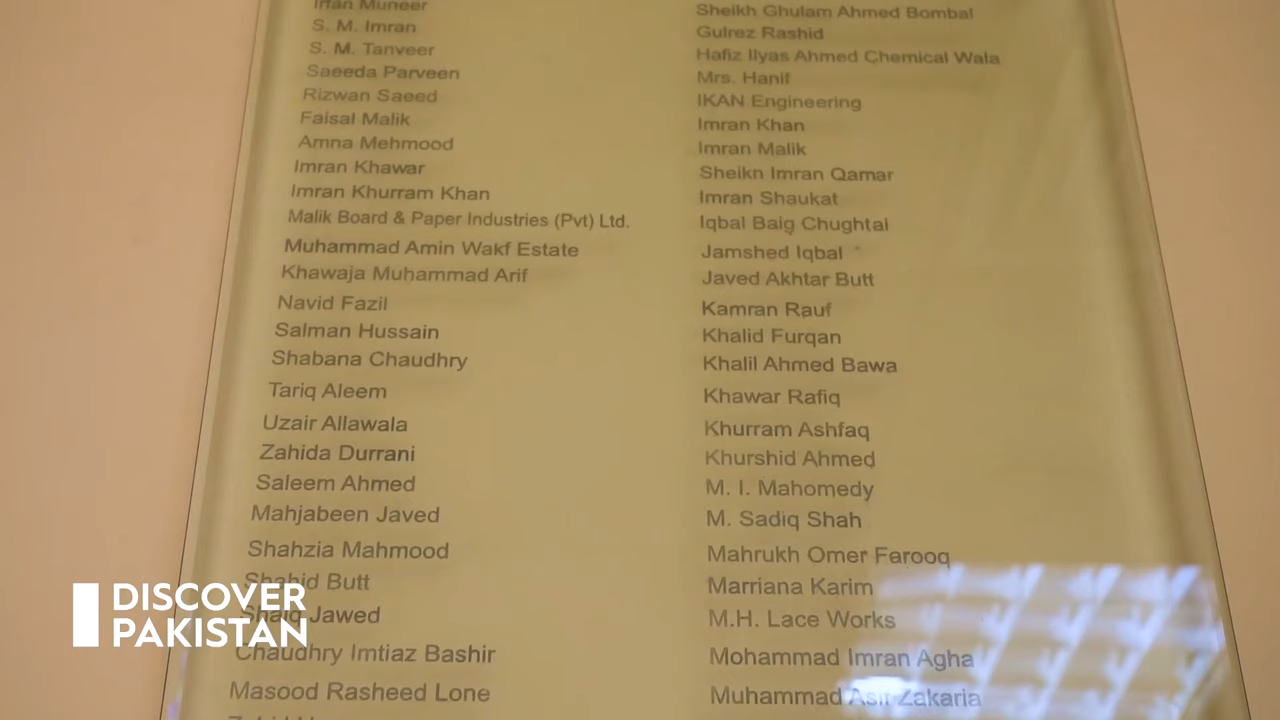 Irfan Muneer
S. M. Imran
S. M. Tanveer
Saeeda Parveen
Rizwan Saeed
Faisal Malik
Amna Mehmood
Imran Khawar
Imran Khurram Khan
Malik Board & Paper Industries (Pvt) Ltd.
Muhammad Amin Wakf Estate
Khawaja Muhammad Arif
Navid Fazil
Salman Hussain
Shabana Chaudhry
Tariq Aleem
Uzair Allawala
Zahida Durrani
Saleem Ahmed
Mahjabeen Javed
Shahzia Mahmood
Shahid Butt
Shaiq Jawed
Chaudhry Imtiaz Bashir
Masood Rasheed Lone
Sheikh Ghulam Ahmed Bombal
Gulrez Rashid
Hafiz Ilyas Ahmed Chemical Wala
Mrs. Hanif
IKAN Engineering
Imran Khan
Imran Malik
Sheikn Imran Qamar
Imran Shaukat
Iqbal Baig Chughtai
Jamshed Iqbal
Javed Akhtar Butt
Kamran Rauf
Khalid Furqan
Khalil Ahmed Bawa
Khawar Rafiq
Khurram Ashfaq
Khurshid Ahmed
M. I. Mahomedy
M. Sadiq Shah
Mahrukh Omer Farooq
Marriana Karim
M.H. Lace Works
Mohammad Imran Agha
Muhammad Asir Zakaria
DISCOVER
PAKISTAN